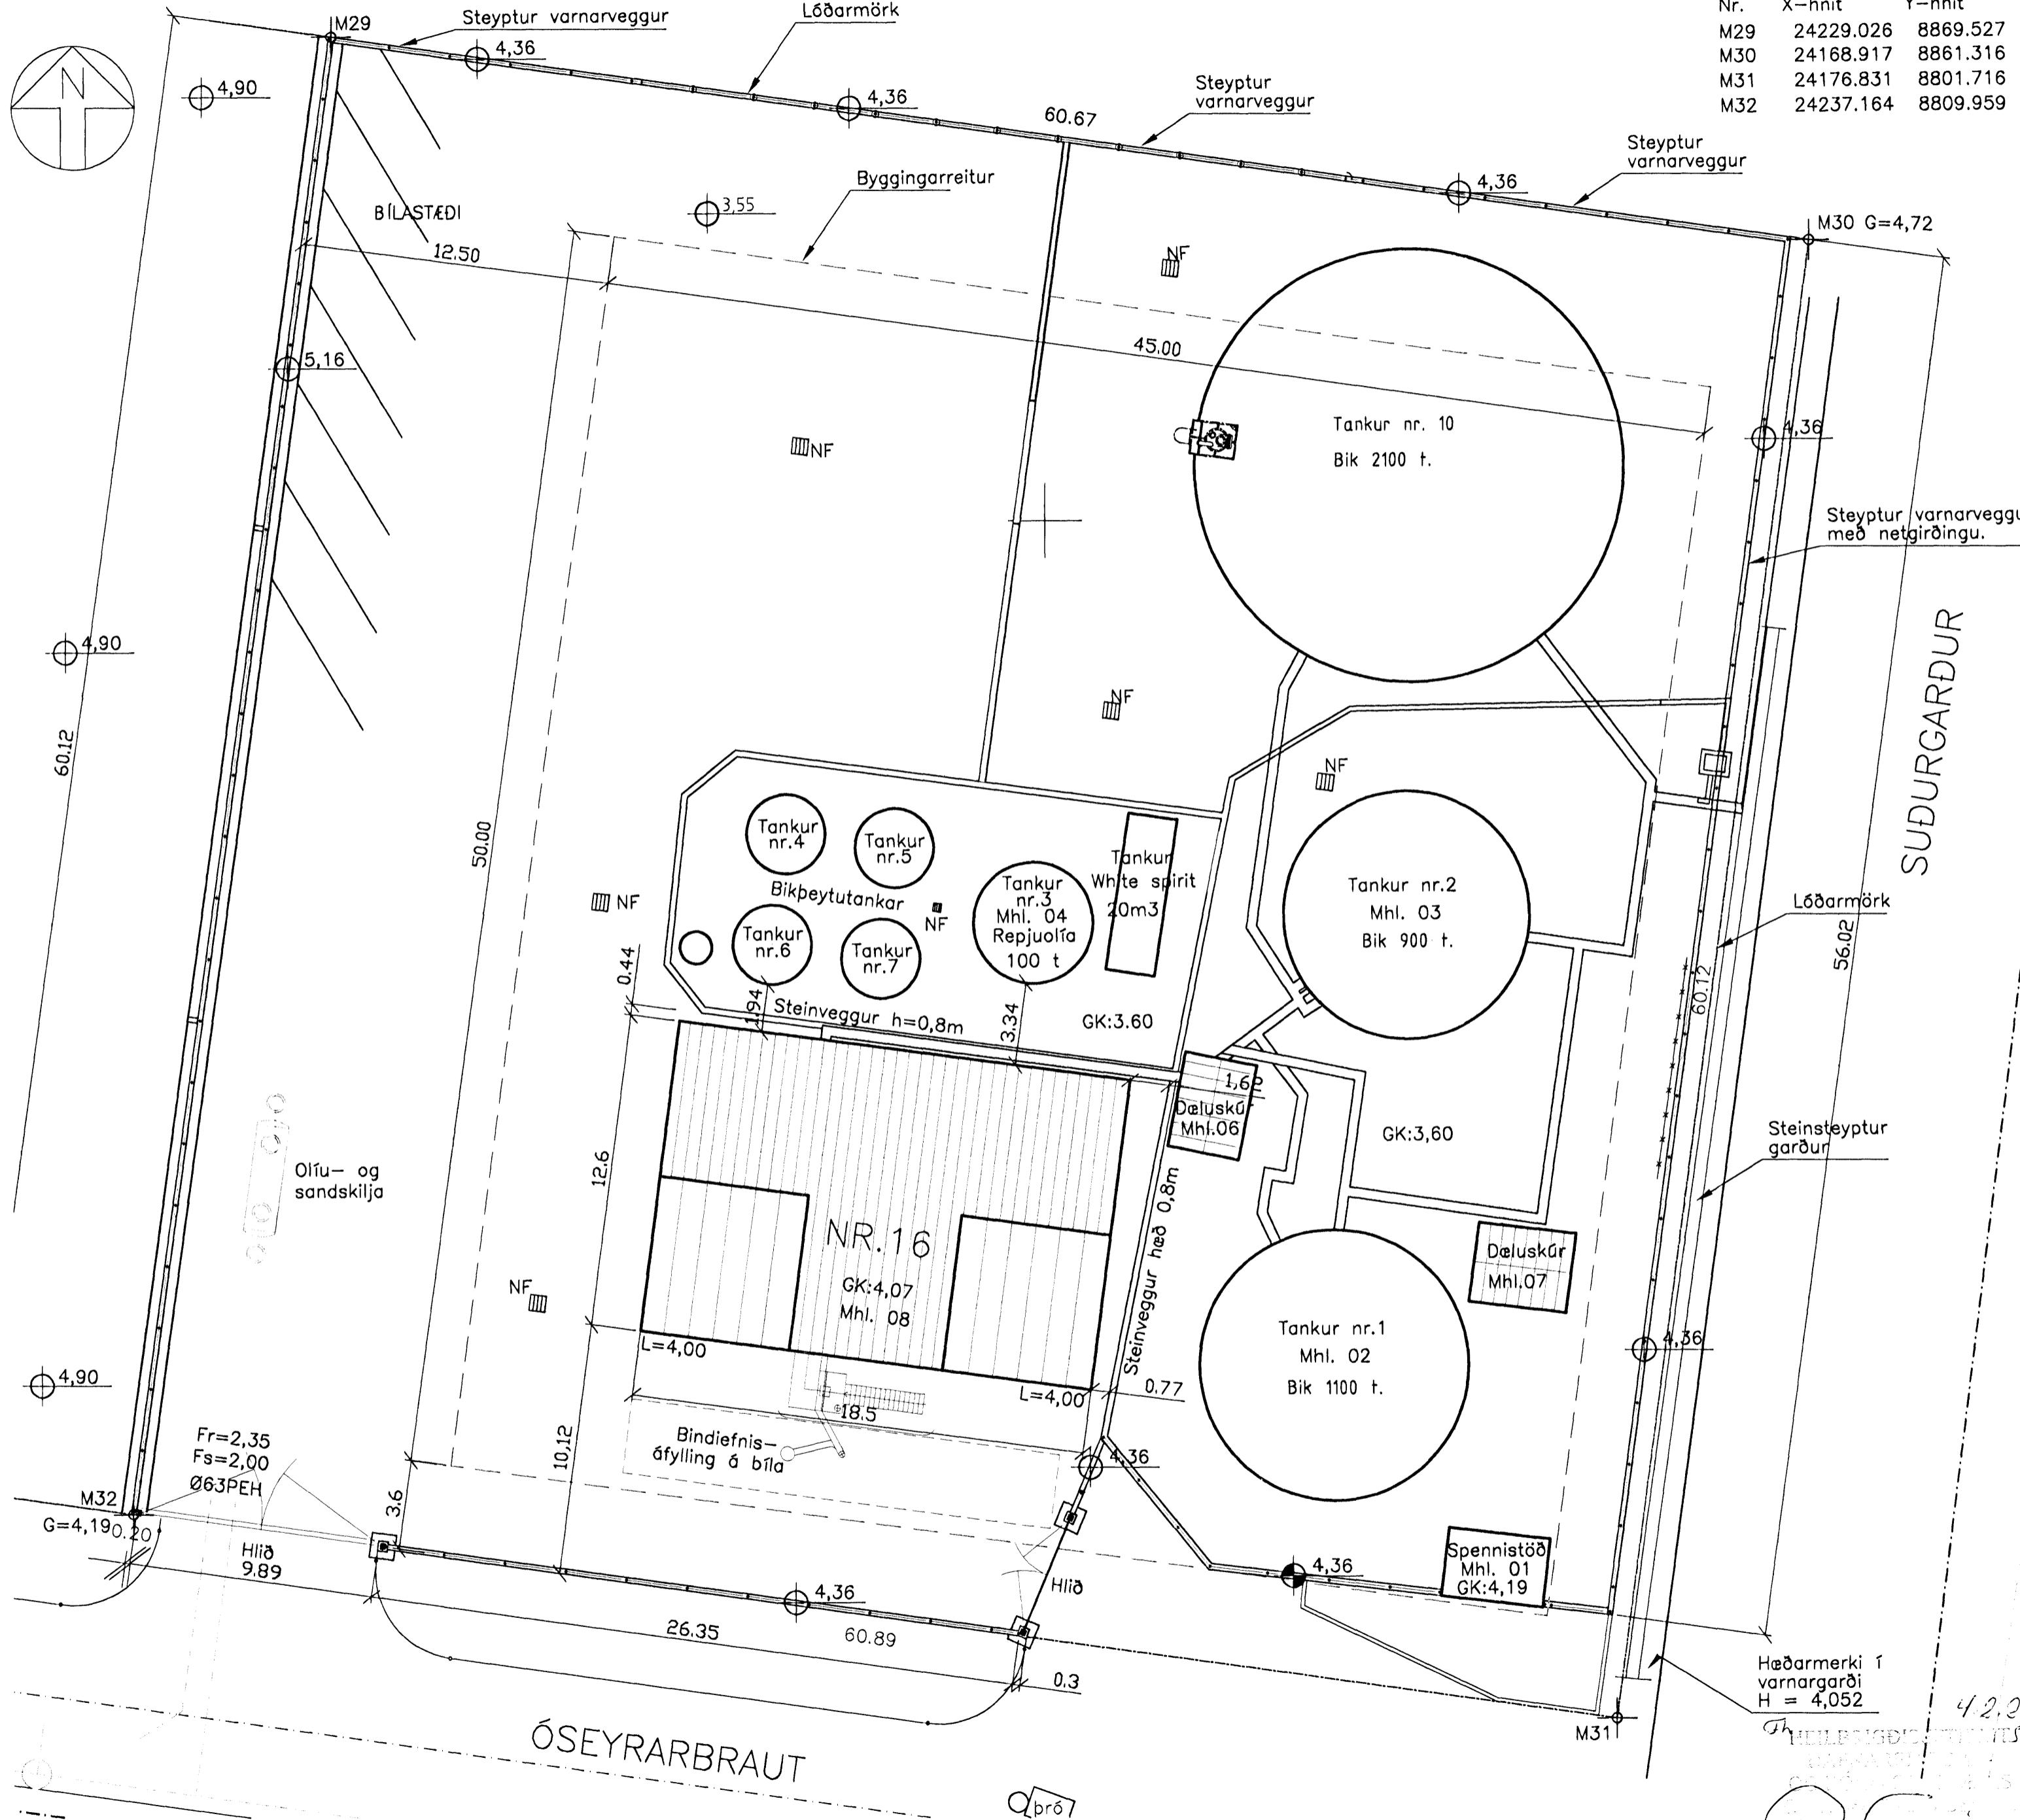 Nr. X-hnit Y-hnit
M29 24229.026 8869.527
M30 24168.917 8861.316
M31 24176.831 8801.716
M32 24237.164 8809.959
M29
Steyptur varnarveggur
Lóðarmörk
4,36
4,90
N
4,36
60.67
Steyptur
varnarveggur
Steyptur
varnarveggur
4,36
M30 G=4,72
Byggingarreitur
3,55
BÍLASTÆÐI
12.50
NF
45.00
5,16
Tankur nr. 10
Bik 2100 t.
4,36
NF
Steyptur varnarveggu
með netgirðingu.
4,90
SUÐURGARÐUR
60.12
NF
NF
50.00
Tankur
nr.4
Tankur
nr.5
Bikþeytutankar
Tankur
nr.6
Tankur
nr.7
NF
NF
Tankur
nr.3
Mhl. 04
Repjuolía
100 t
Tankur
White spirit
20m3
Tankur nr.2
Mhl. 03
Bik 900 t.
Lóðarmörk
56.02
60.12
0.44
1.94
Steinveggur h=0,8m
3.34
GK:3.60
1,62
Dæluskúr
Mhl.06
GK:3,60
Steinsteyptur
garður
12.6
Olíu- og
sandskilja
NR.16
GK:4,07
Mhl. 08
Steinveggur hæð 0,8m
Dæluskúr
Mhl.07
NF
L=4,00
L=4,00
0.77
Tankur nr.1
Mhl. 02
Bik 1100 t.
4,36
4,90
18.5
Bindiefnis-
áfylling á bíla
10,12
4,36
Fr=2,35
Fs=2,00
Ø63PEH
M32
G=4,19
0.20
3.6
Hlið
9.89
4,36
Hlið
4,36
Spennistöð
Mhl. 01
GK:4,19
26.35
60.89
0.3
Hæðarmerki í
varnargarði
H = 4,052
M31
ÓSEYRARBRAUT
þró